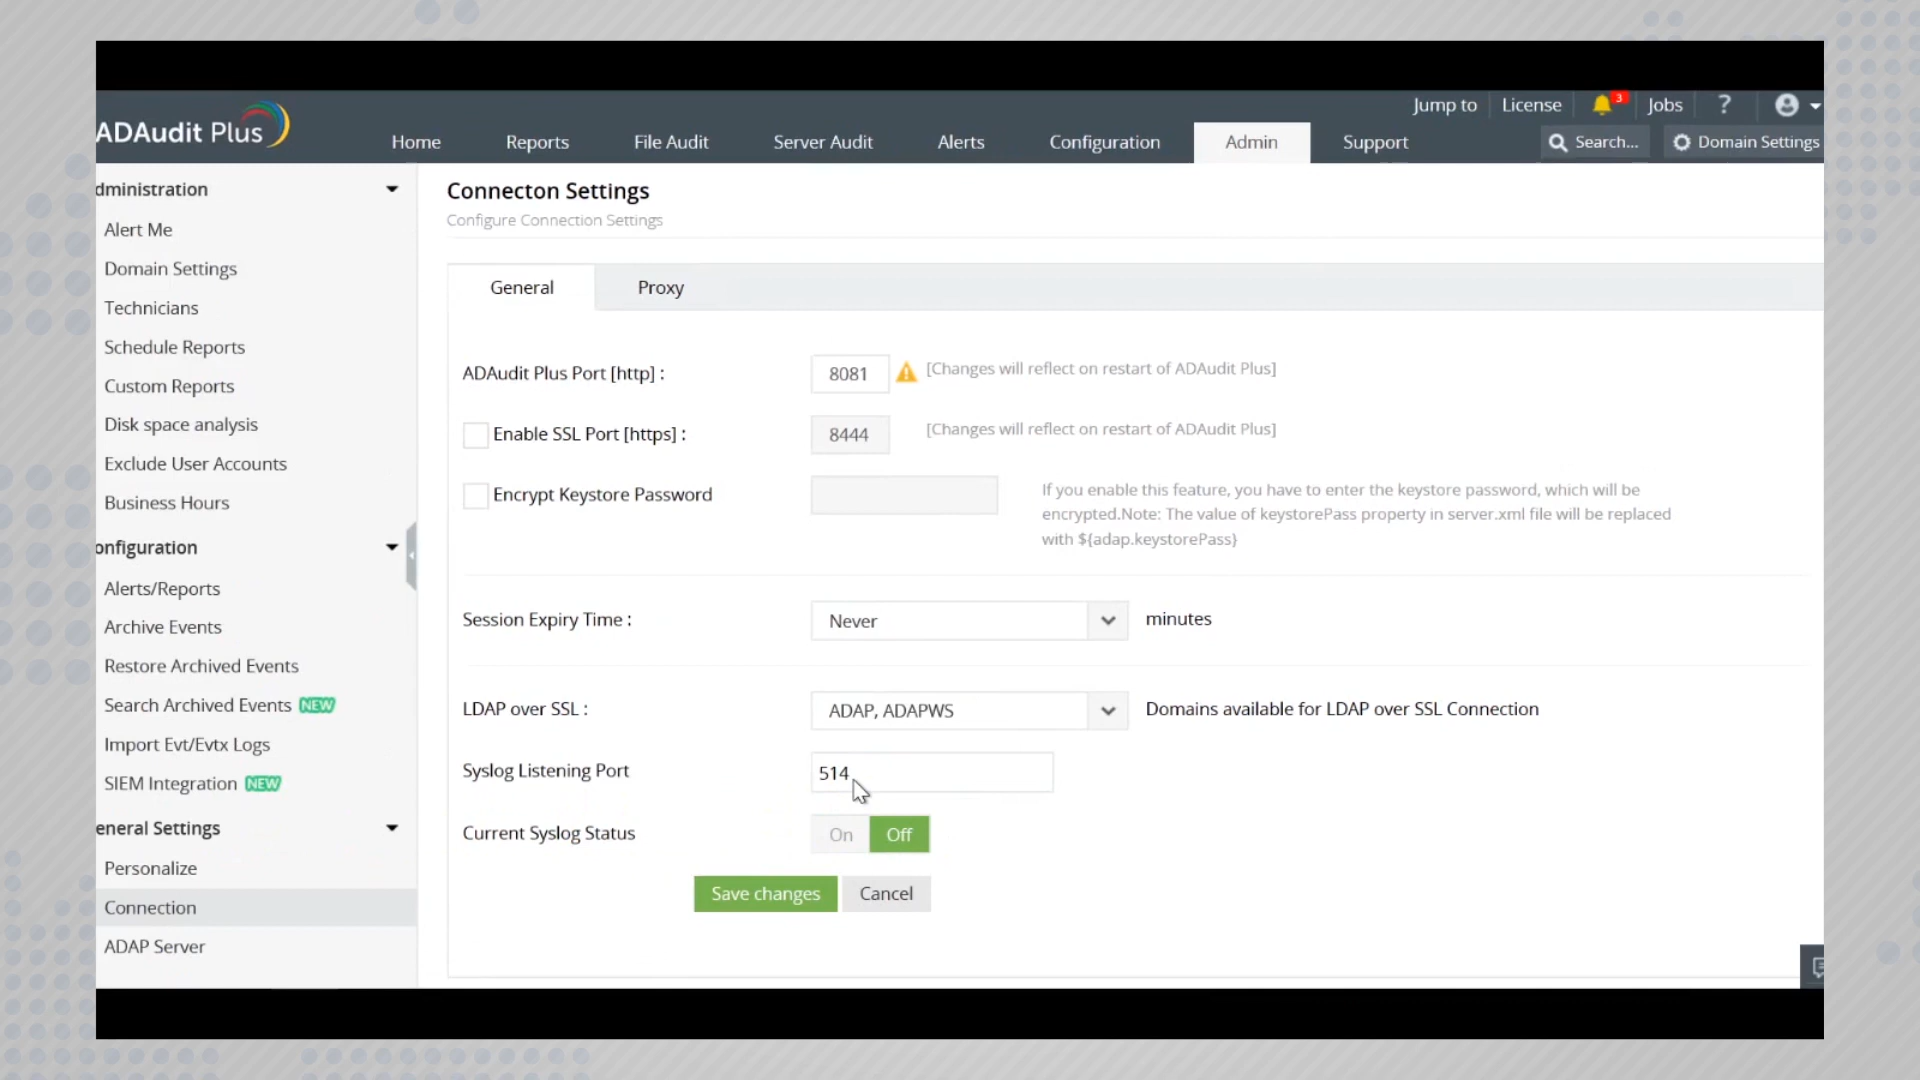 Jump to
License
3
Jobs
?
ADAudit Plus
Home
Reports
File Audit
Server Audit
Alerts
Configuration
Admin
Support
Search...
Domain Settings
dministration
Alert Me
Domain Settings
Technicians
Schedule Reports
Custom Reports
Disk space analysis
Exclude User Accounts
Business Hours
onfiguration
Alerts/Reports
Archive Events
Restore Archived Events
Search Archived Events NEW
Import Evt/Evtx Logs
SIEM Integration NEW
eneral Settings
Personalize
Connection
ADAP Server
Connecton Settings
Configure Connection Settings
General
Proxy
ADAudit Plus Port [http] :
8081
[Changes will reflect on restart of ADAudit Plus]
Enable SSL Port [https] :
8444
[Changes will reflect on restart of ADAudit Plus]
Encrypt Keystore Password
If you enable this feature, you have to enter the keystore password, which will be
encrypted.Note: The value of keystorePass property in server.xml file will be replaced
with ${adap.keystorePass}
Session Expiry Time :
Never
minutes
LDAP over SSL :
ADAP, ADAPWS
Domains available for LDAP over SSL Connection
Syslog Listening Port
514
Current Syslog Status
On
Off
Save changes
Cancel